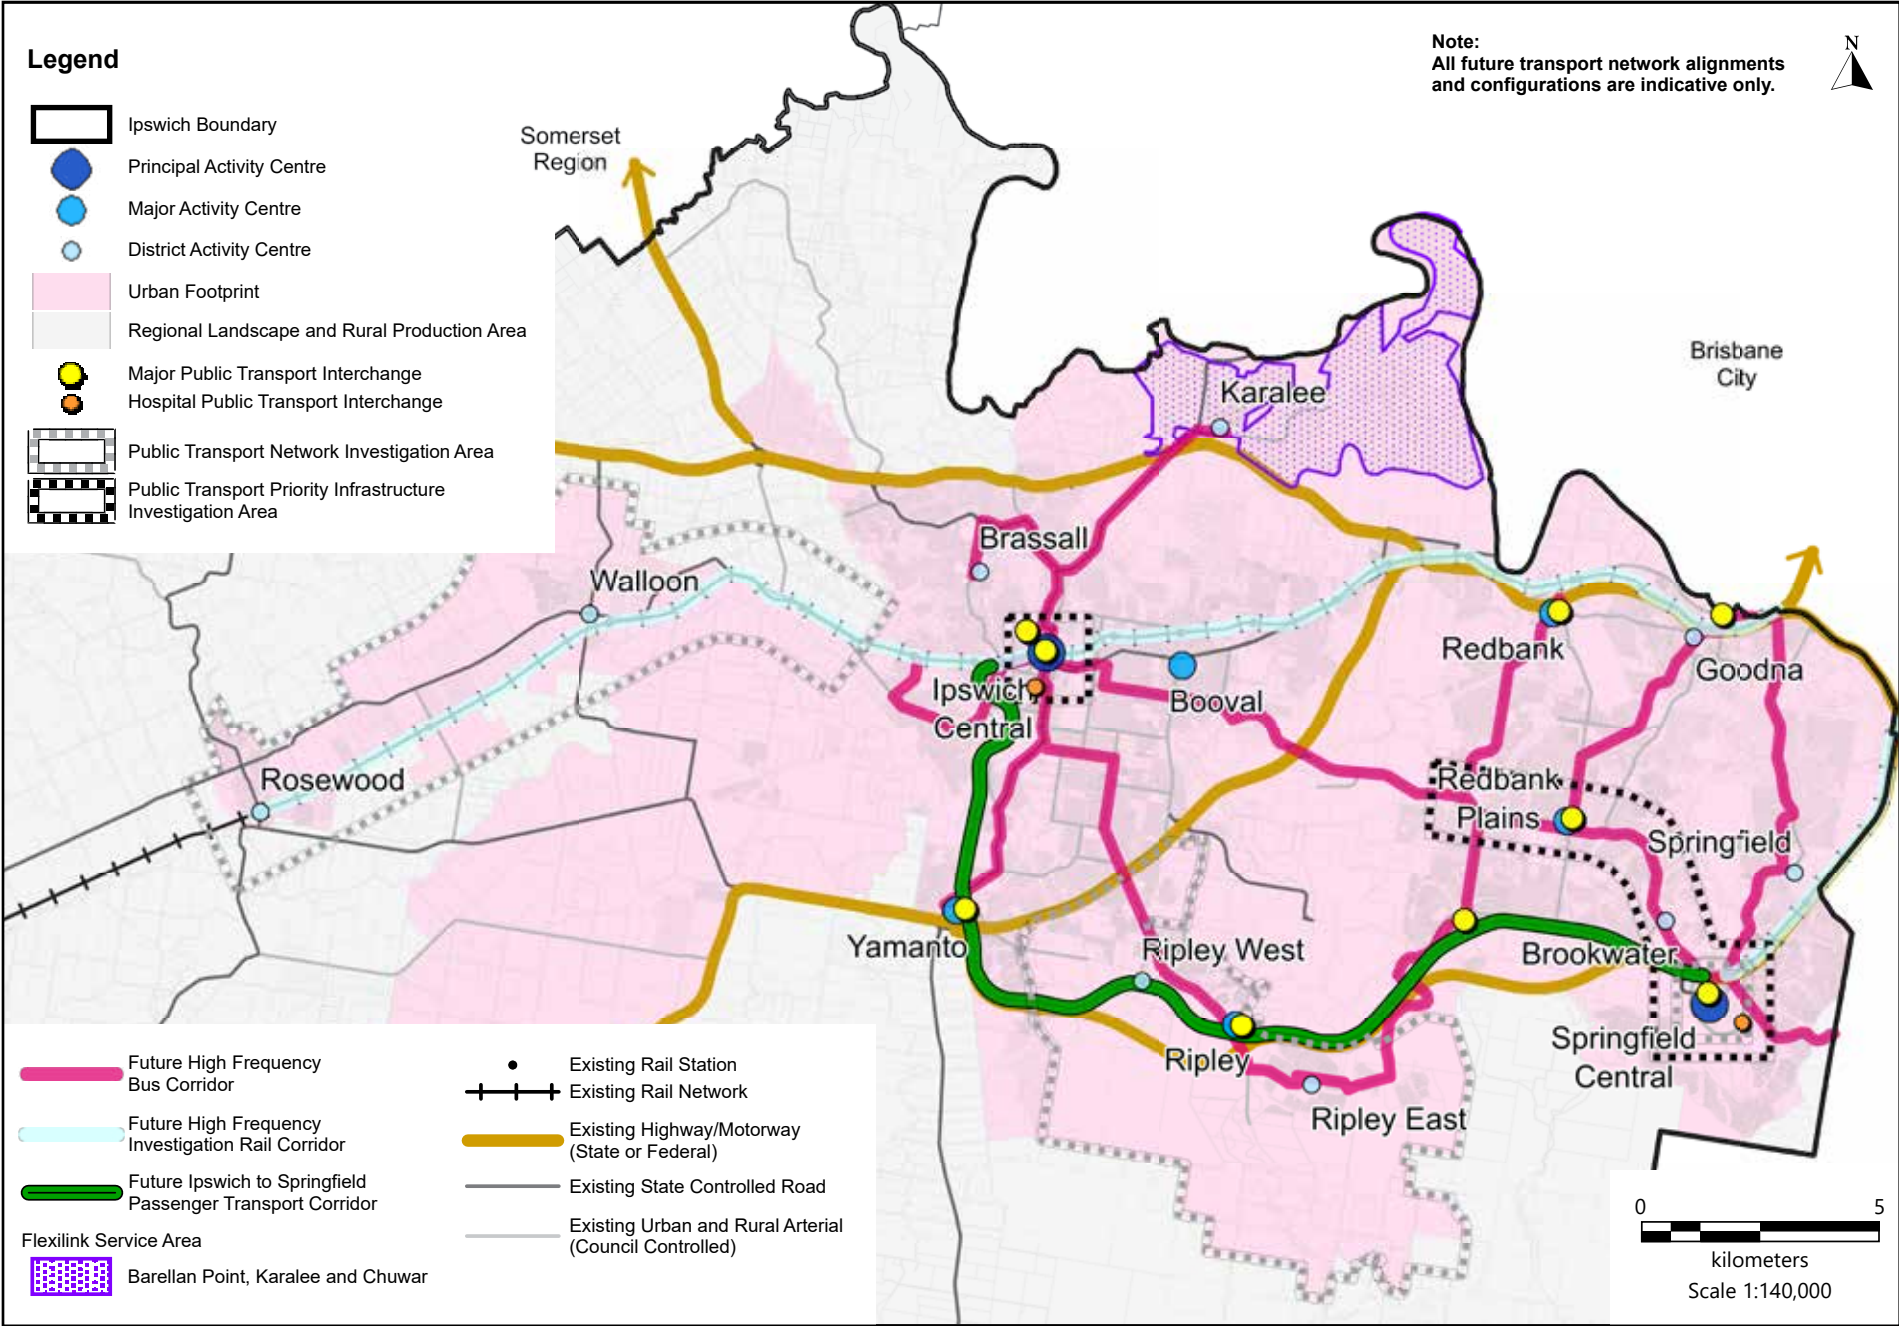 Legend
Ipswich Boundary
Principal Activity Centre
Major Activity Centre
District Activity Centre
Urban Footprint
Regional Landscape and Rural Production Area
Major Public Transport Interchange
Hospital Public Transport Interchange
Public Transport Network Investigation Area
Public Transport Priority Infrastructure
Investigation Area
Note:
All future transport network alignments
and configurations are indicative only.
N
Somerset
Region
Brisbane
City
Karalee
Brassall
Walloon
Redbank
Goodna
Ipswich
Central
Booval
Rosewood
Redbank
Plains
Springfield
Yamanto
Ripley West
Brookwater
Ripley
Springfield
Central
Ripley East
Future High Frequency
Bus Corridor
Future High Frequency
Investigation Rail Corridor
Future Ipswich to Springfield
Passenger Transport Corridor
Flexilink Service Area
Barellan Point, Karalee and Chuwar
Existing Rail Station
Existing Rail Network
Existing Highway/Motorway
(State or Federal)
Existing State Controlled Road
Existing Urban and Rural Arterial
(Council Controlled)
0 5
kilometers
Scale 1:140,000